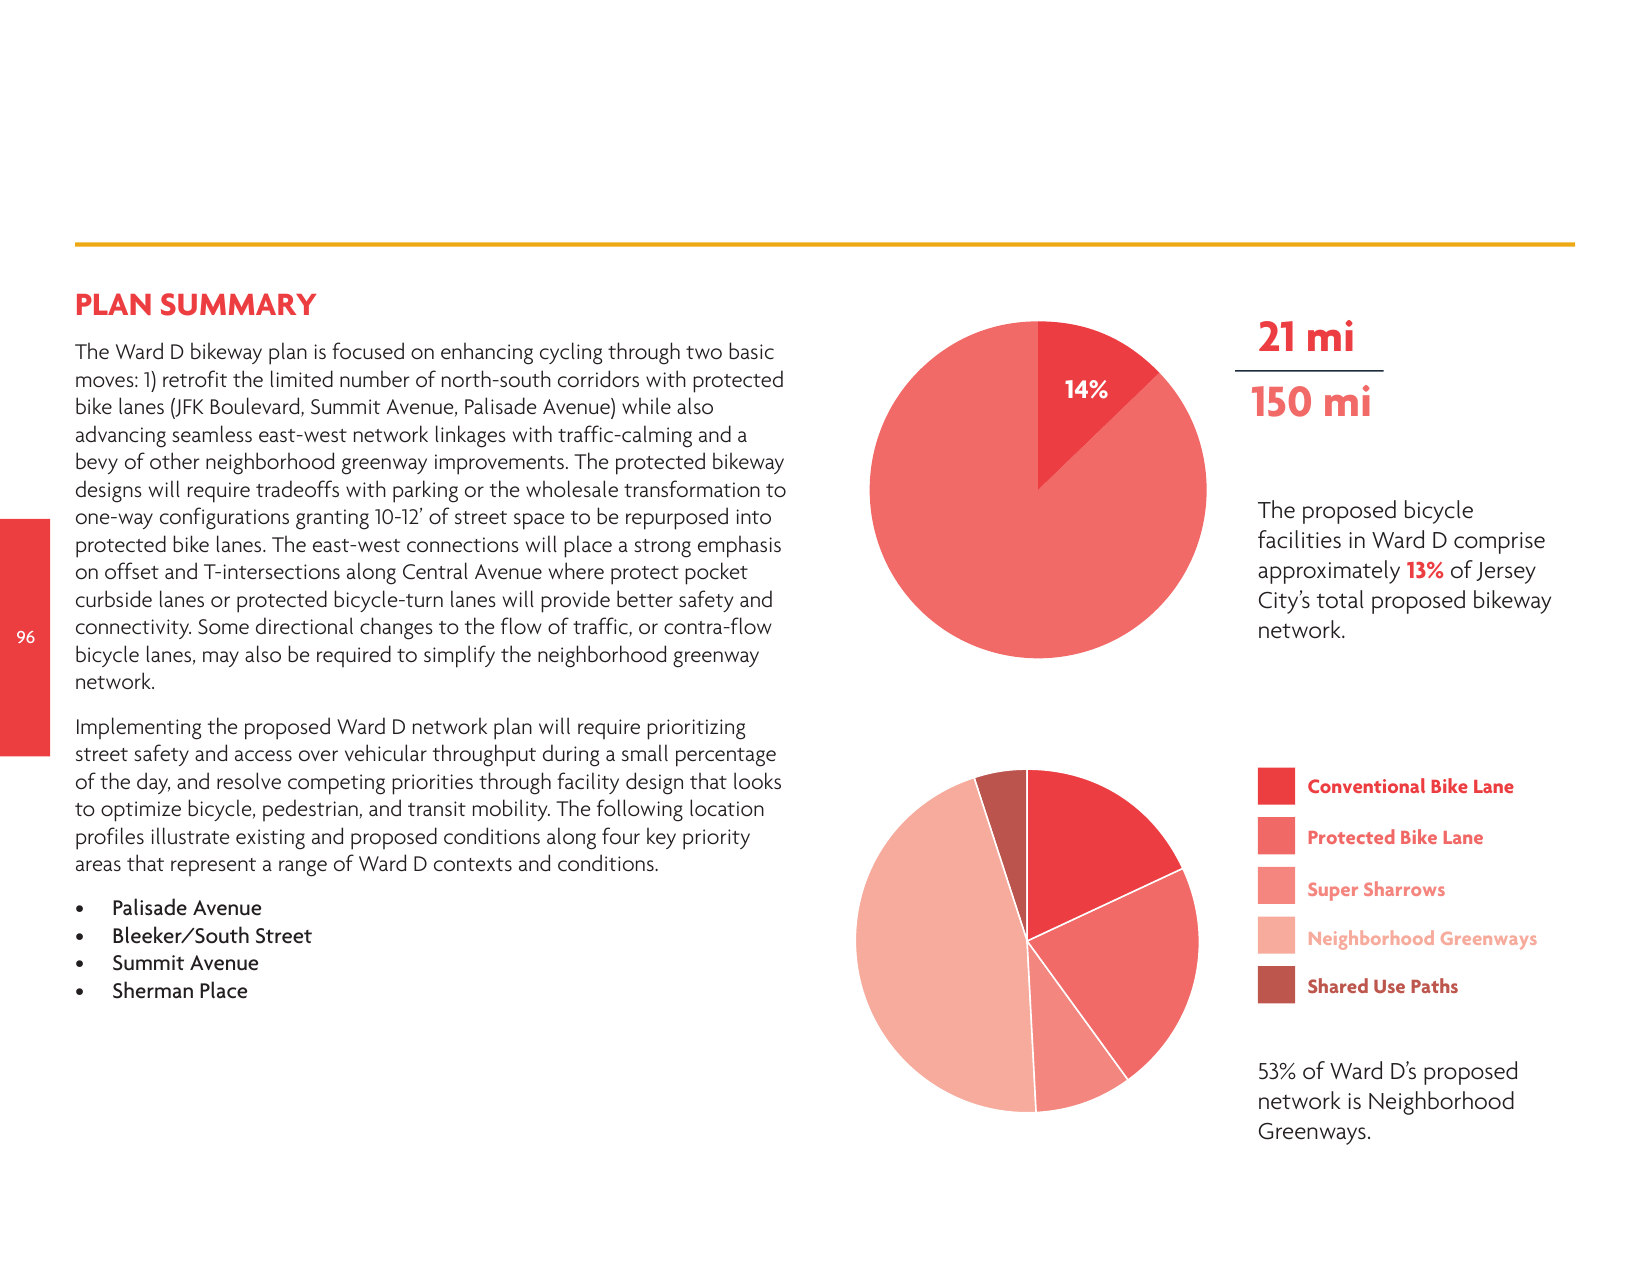 PLAN SUMMARY
The Ward D bikeway plan is focused on enhancing cycling through two basic
moves: 1) retrofit the limited number of north-south corridors with protected
bike lanes (JFK Boulevard, Summit Avenue, Palisade Avenue) while also
advancing seamless east-west network linkages with traffic-calming and a
bevy of other neighborhood greenway improvements. The protected bikeway
designs will require tradeoffs with parking or the wholesale transformation to
one-way configurations granting 10-12’ of street space to be repurposed into
protected bike lanes. The east-west connections will place a strong emphasis
on offset and T-intersections along Central Avenue where protect pocket
curbside lanes or protected bicycle-turn lanes will provide better safety and
connectivity. Some directional changes to the flow of traffic, or contra-flow
bicycle lanes, may also be required to simplify the neighborhood greenway
network.
Implementing the proposed Ward D network plan will require prioritizing
street safety and access over vehicular throughput during a small percentage
of the day, and resolve competing priorities through facility design that looks
to optimize bicycle, pedestrian, and transit mobility. The following location
profiles illustrate existing and proposed conditions along four key priority
areas that represent a range of Ward D contexts and conditions.
• Palisade Avenue
• Bleeker/South Street
• Summit Avenue
• Sherman Place
96
14%
21 mi
150 mi
The proposed bicycle
facilities in Ward D comprise
approximately 13% of Jersey
City’s total proposed bikeway
network.
Conventional Bike Lane
Protected Bike Lane
Super Sharrows
Neighborhood Greenways
Shared Use Paths
53% of Ward D’s proposed
network is Neighborhood
Greenways.